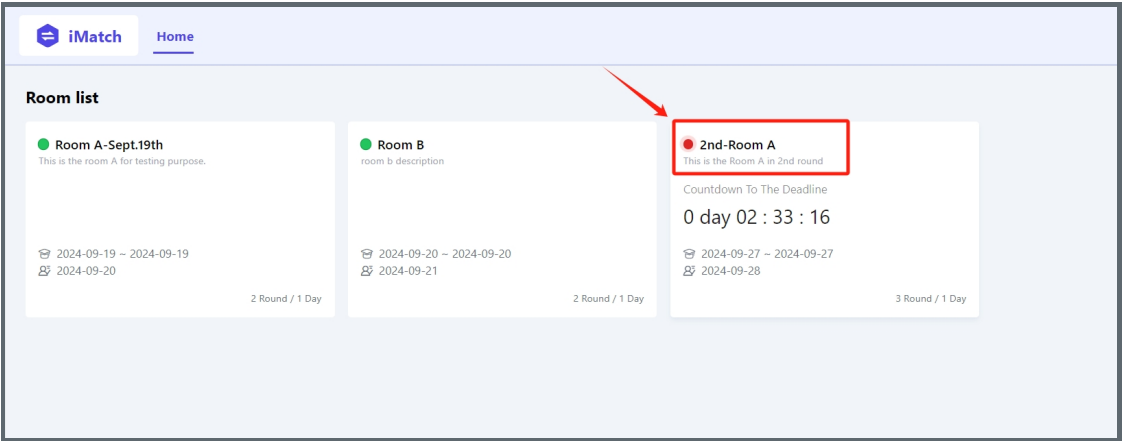 iMatch
Home
Room list
Room A-Sept.19th
This is the room A for testing purpose.
2024-09-19 ~ 2024-09-19
2024-09-20
2 Round / 1 Day
Room B
room b description
2024-09-20 ~ 2024-09-20
2024-09-21
2 Round / 1 Day
2nd-Room A
This is the Room A in 2nd round
Countdown To The Deadline
0 day 02 : 33 : 16
2024-09-27 ~ 2024-09-27
2024-09-28
3 Round / 1 Day